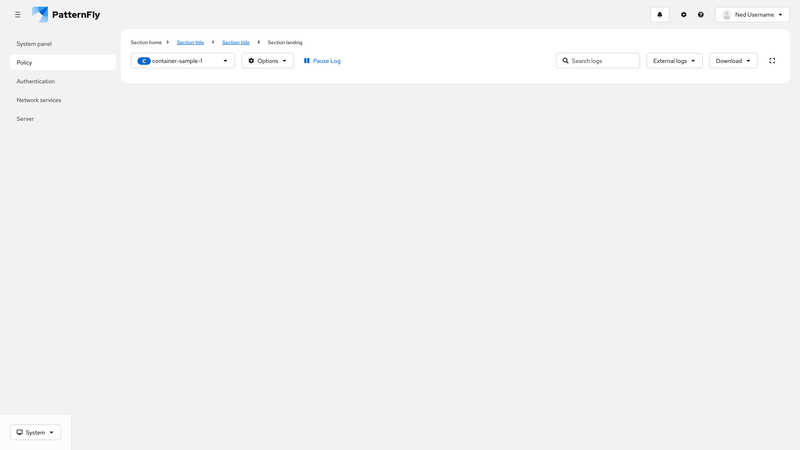 PatternFly
Ned Username
System panel
Policy
Authentication
Network services
Server
Section home
Section title
Section title
Section landing
C container-sample-1
Options
Pause Log
Search logs
External logs
Download
System